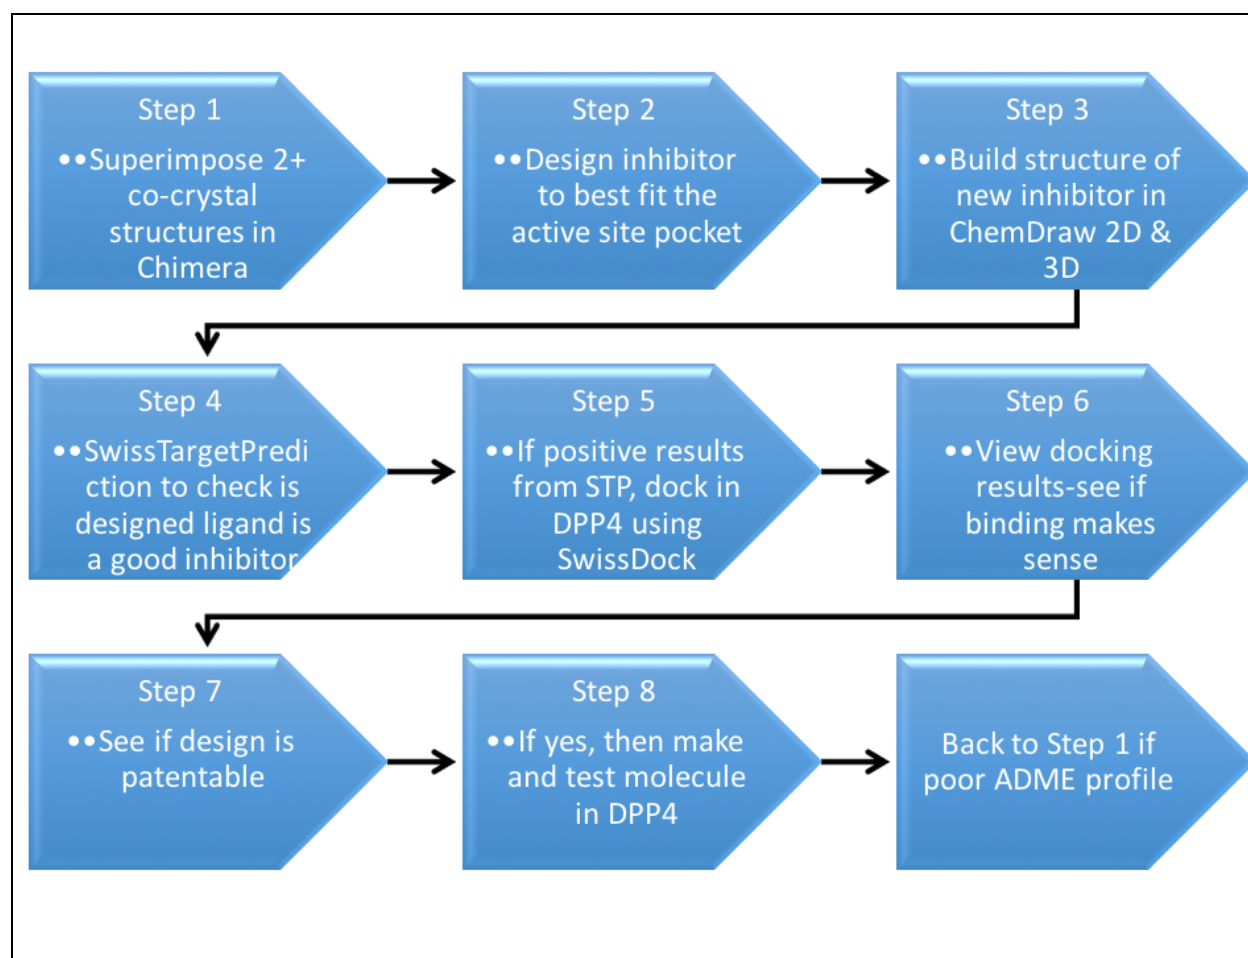 Step 1
••Superimpose 2+
co-crystal
structures in
Chimera
Step 2
••Design inhibitor
to best fit the
active site pocket
Step 3
••Build structure of
new inhibitor in
ChemDraw 2D &
3D
Step 4
••SwissTargetPredi
ction to check is
designed ligand is
a good inhibitor
Step 5
••If positive results
from STP, dock in
DPP4 using
SwissDock
Step 6
••View docking
results-see if
binding makes
sense
Step 7
••See if design is
patentable
Step 8
••If yes, then make
and test molecule
in DPP4
Back to Step 1 if
poor ADME profile